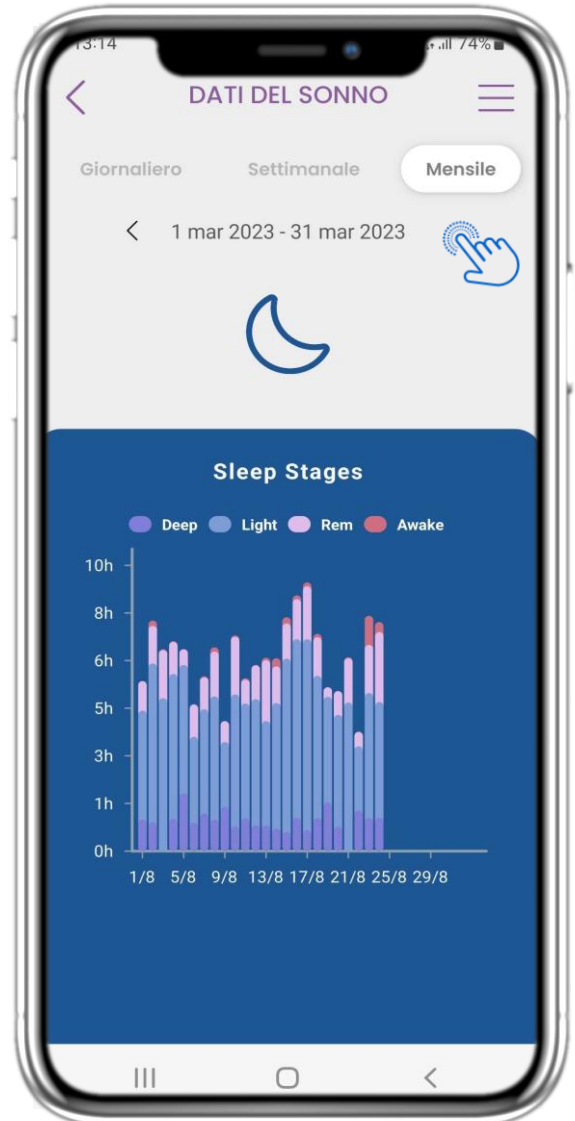 13:14 74%
DATI DEL SONNO
Giornaliero Settimanale Mensile
1 mar 2023 - 31 mar 2023
Sleep Stages
Deep Light Rem Awake
10h
8h
6h
5h
3h
1h
0h
1/8 5/8 9/8 13/8 17/8 21/8 25/8 29/8